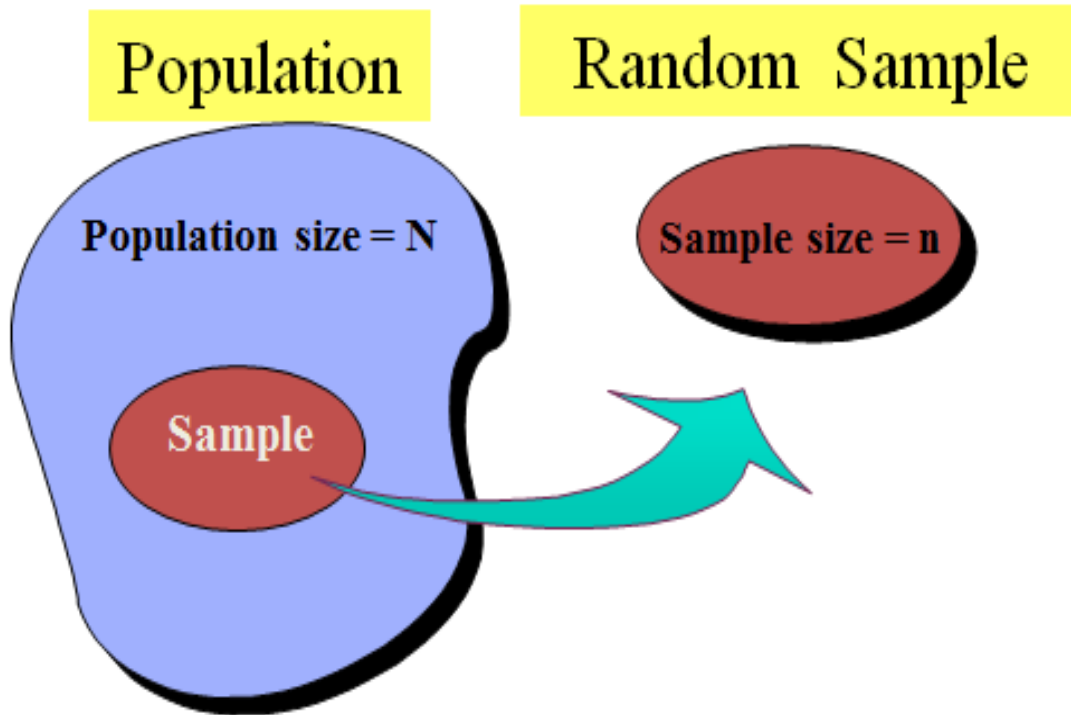 Population
Random Sample
Population size = N
Sample size = n
Sample